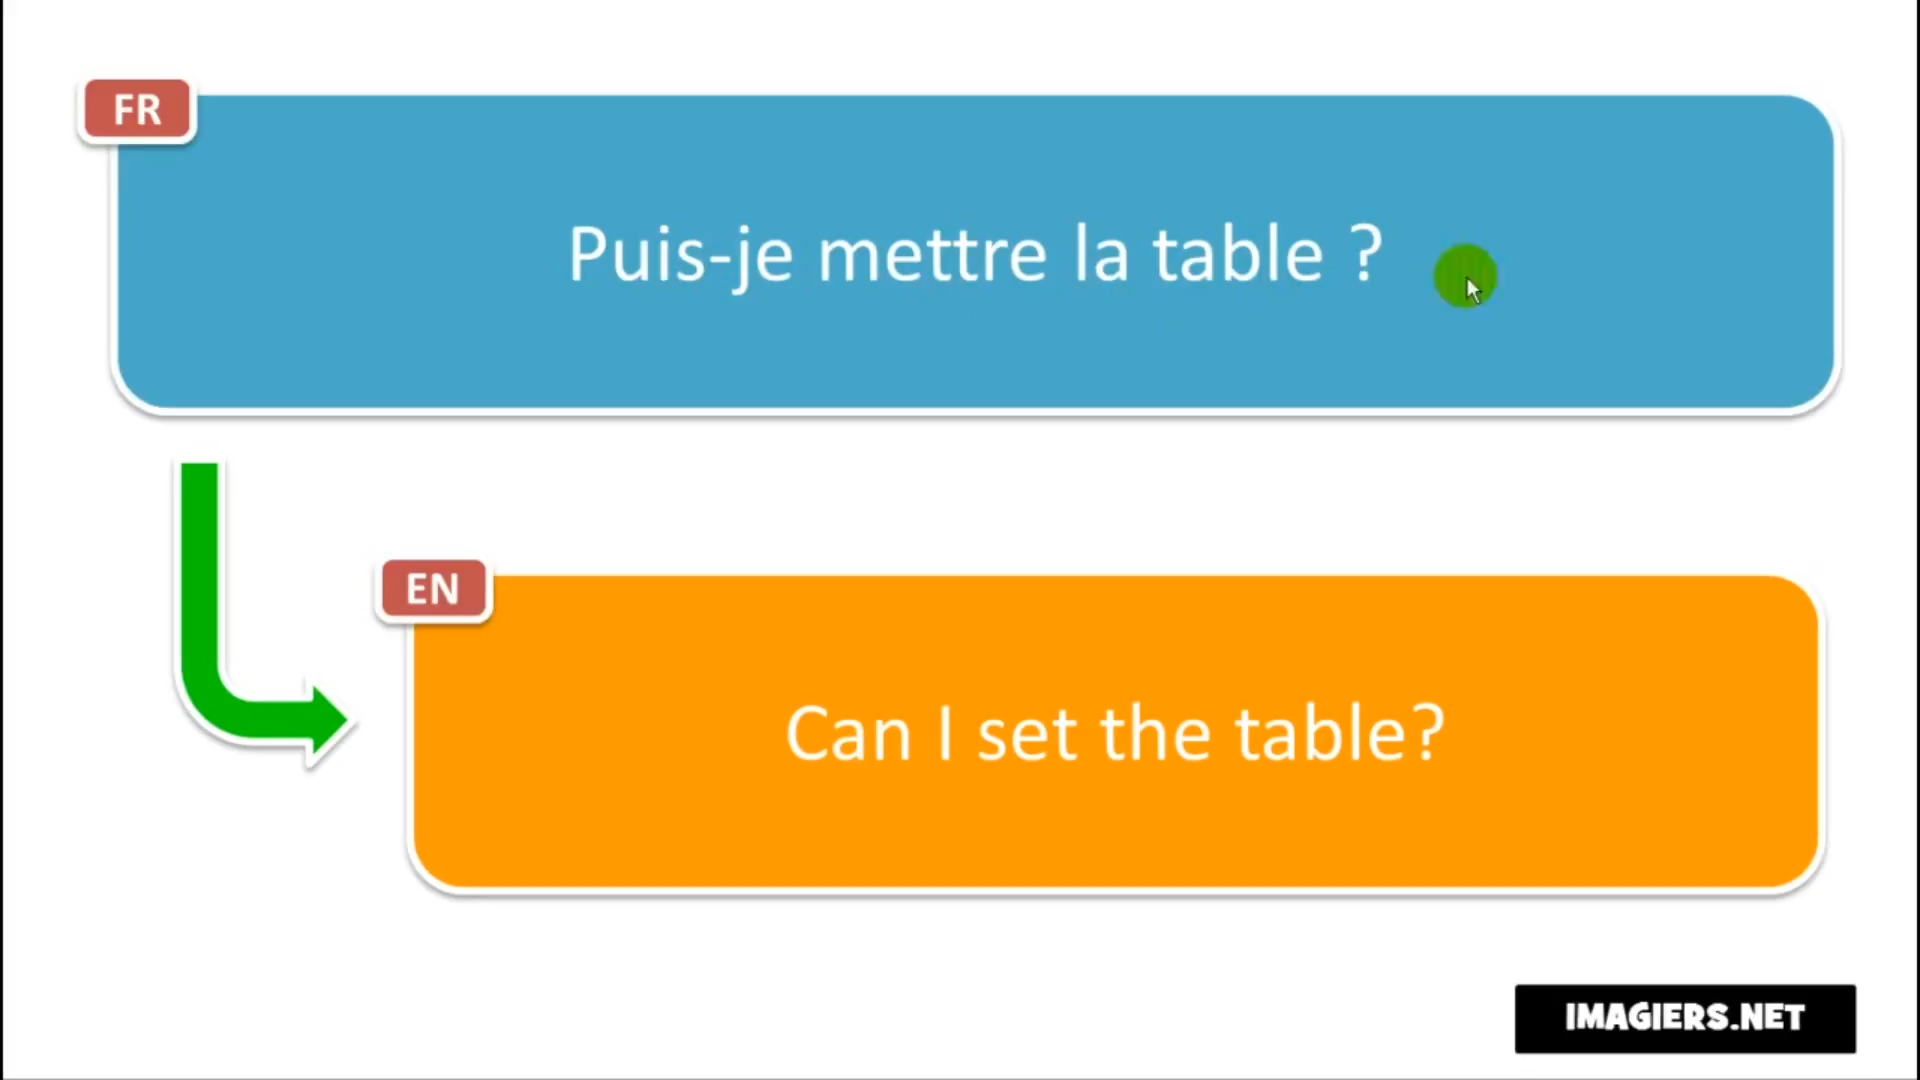 FR
Puis-je mettre la table ?
EN
Can I set the table?
IMAGIERS.NET